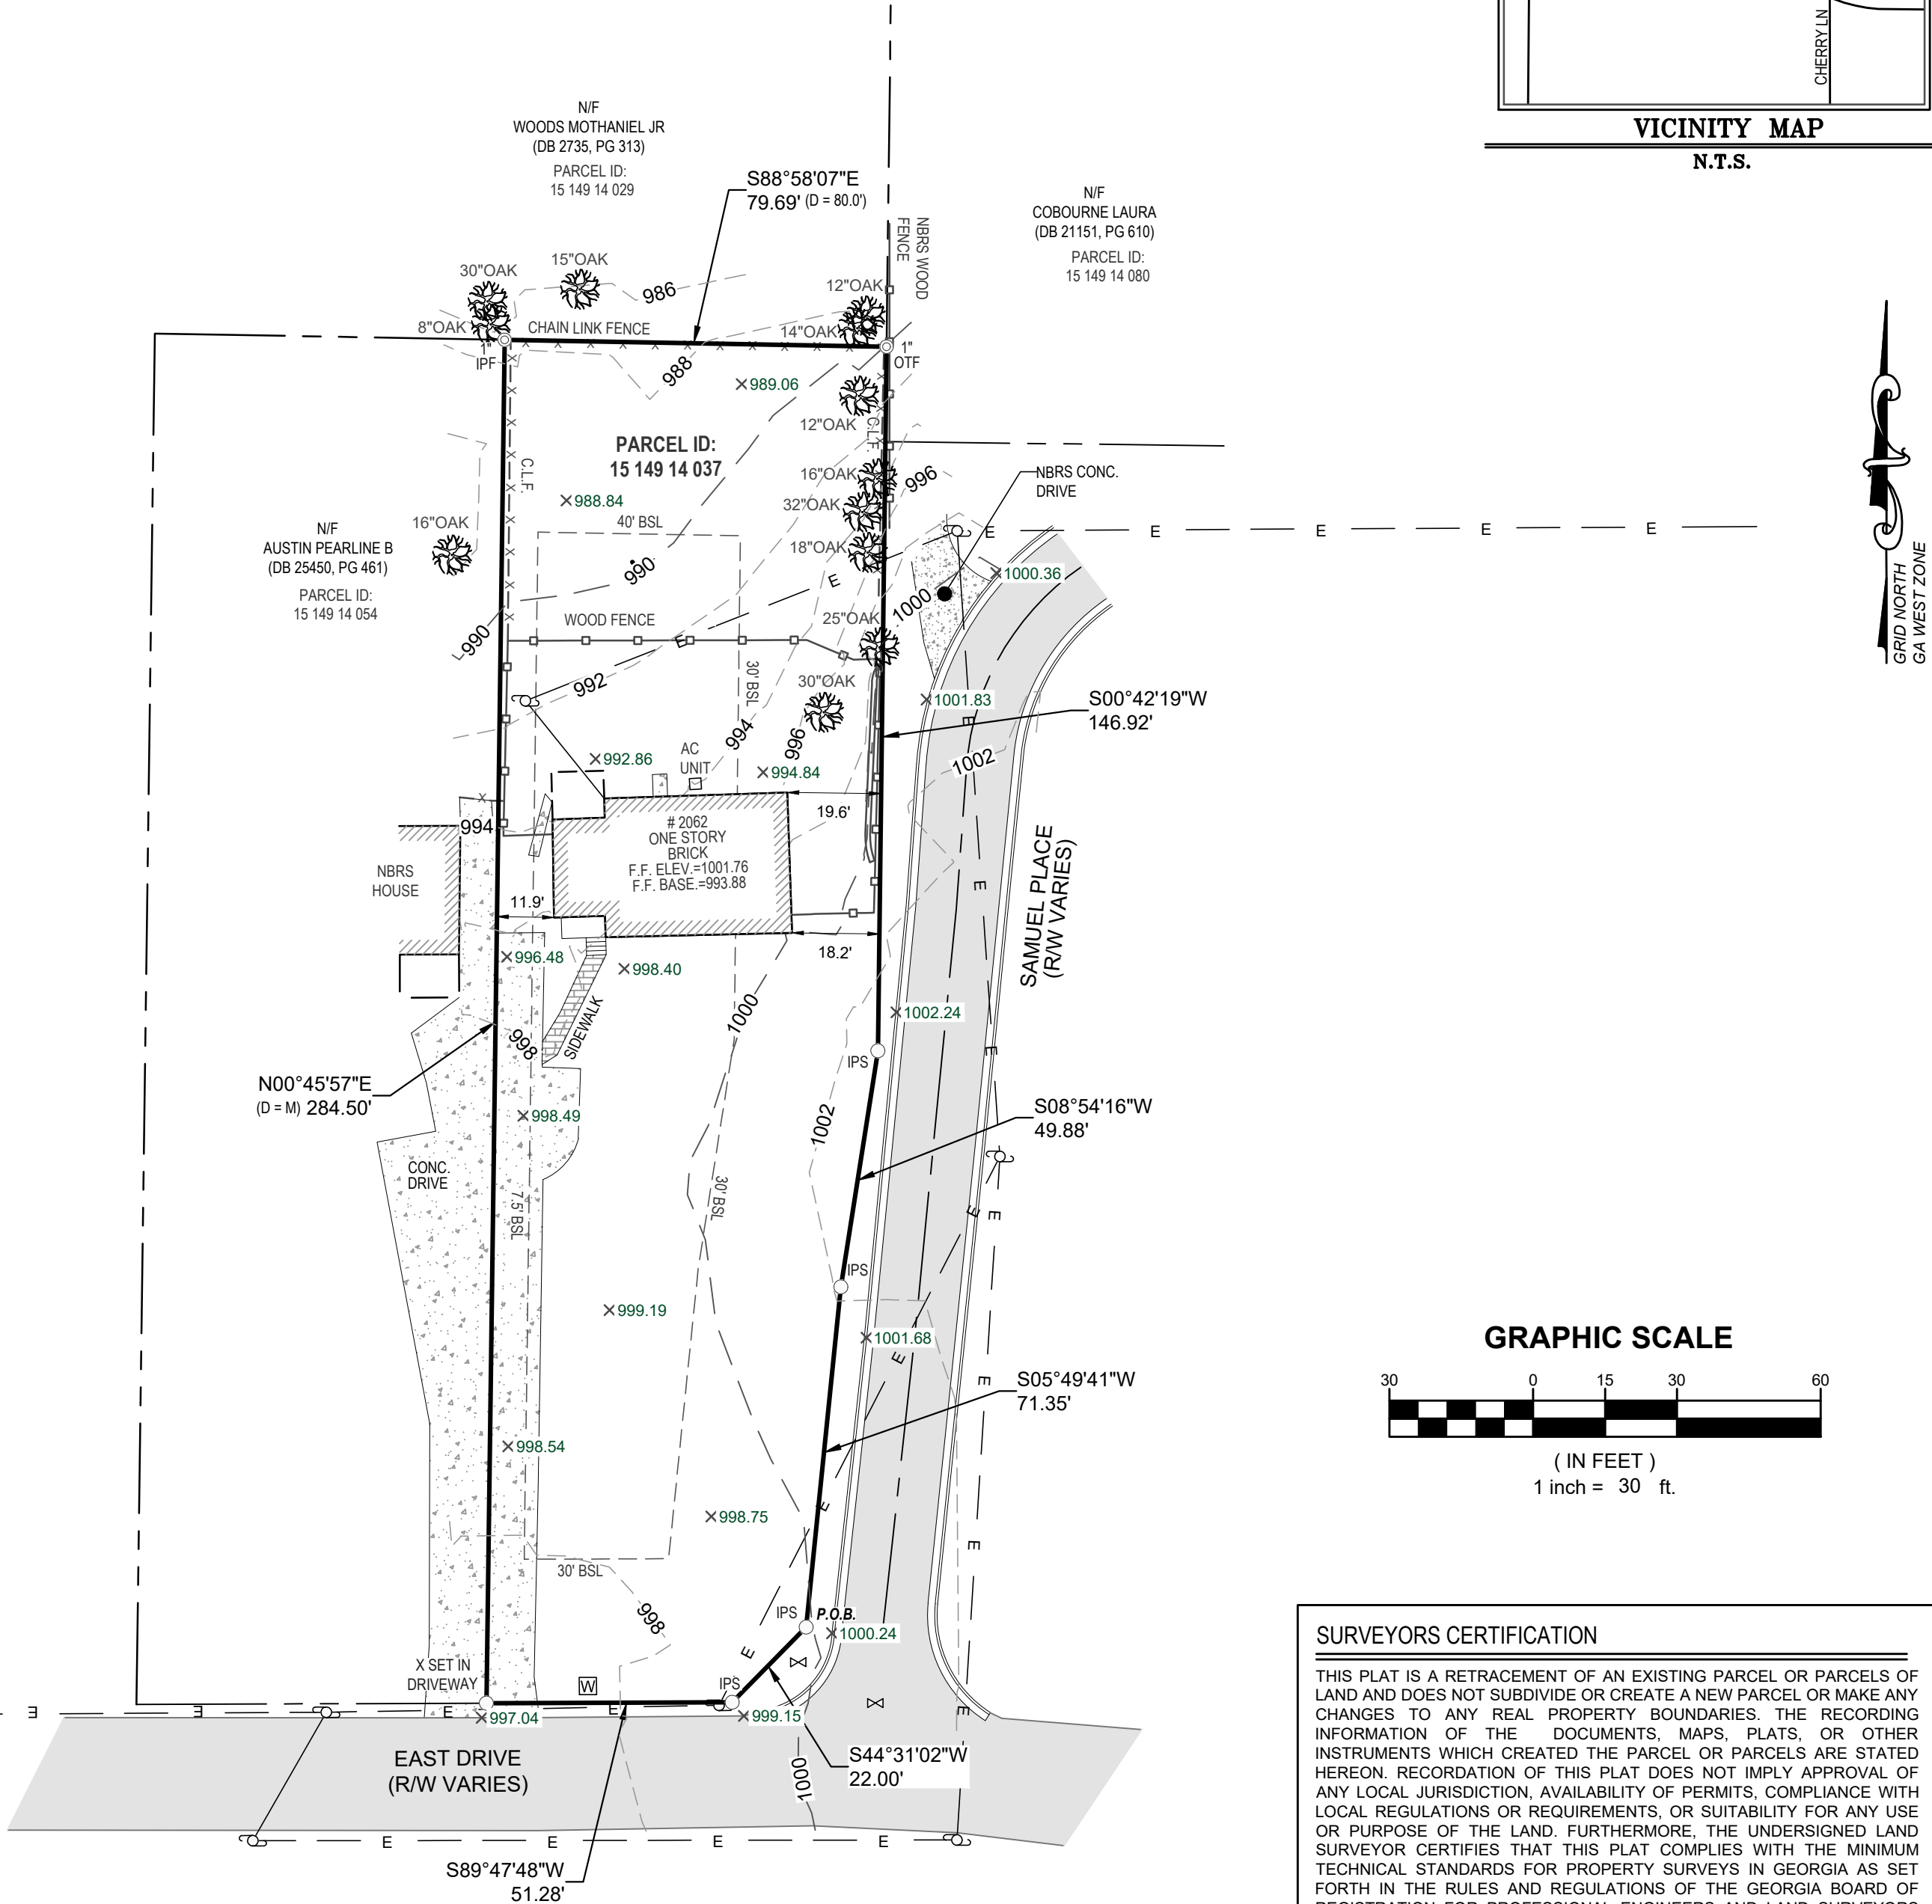 CHERRY LN
VICINITY MAP
N.T.S.
N/F
WOODS MOTHANIEL JR
(DB 2735, PG 313)
PARCEL ID:
15 149 14 029
S88°58'07"E
79.69' (D = 80.0')
N/F
COBOURNE LAURA
(DB 21151, PG 610)
PARCEL ID:
15 149 14 080
NBRS WOOD
FENCE
30"OAK
15"OAK
986
12"OAK
8"OAK
CHAIN LINK FENCE
14"OAK
1"
IPF
1"
OTF
988
989.06
12"OAK
C.L.F.
PARCEL ID:
15 149 14 037
C.L.F.
988.84
16"OAK
996
NBRS CONC.
DRIVE
32"OAK
40' BSL
16"OAK
18"OAK
N/F
AUSTIN PEARLINE B
(DB 25450, PG 461)
PARCEL ID:
15 149 14 054
E E E E E
990
E
1000.36
1000
GRID NORTH
GA WEST ZONE
WOOD FENCE
25"OAK
990
E
992
30' BSL
30"OAK
1001.83
S00°42'19"W
146.92'
E
994
996
AC
UNIT
992.86
994.84
1002
19.6'
994
# 2062
ONE STORY
BRICK
F.F. ELEV.=1001.76
F.F. BASE.=993.88
NBRS
HOUSE
11.9'
E
SAMUEL PLACE
(R/W VARIES)
18.2'
996.48
998.40
1000
1002.24
998
SIDEWALK
IPS
E
N00°45'57"E
(D = M) 284.50'
998.49
1002
S08°54'16"W
49.88'
CONC.
DRIVE
7.5' BSL
30' BSL
E
E
IPS
999.19
1001.68
E
GRAPHIC SCALE
30 0 15 30 60
( IN FEET )
1 inch = 30 ft.
E
S05°49'41"W
71.35'
998.54
998.75
E
E
30' BSL
998
IPS
P.O.B.
1000.24
E
X SET IN
DRIVEWAY
W
IPS
E E E E
997.04
999.15
E
EAST DRIVE
(R/W VARIES)
1000
S44°31'02"W
22.00'
E E E E
S89°47'48"W
51.28'
SURVEYORS CERTIFICATION
THIS PLAT IS A RETRACEMENT OF AN EXISTING PARCEL OR PARCELS OF
LAND AND DOES NOT SUBDIVIDE OR CREATE A NEW PARCEL OR MAKE ANY
CHANGES TO ANY REAL PROPERTY BOUNDARIES. THE RECORDING
INFORMATION OF THE DOCUMENTS, MAPS, PLATS, OR OTHER
INSTRUMENTS WHICH CREATED THE PARCEL OR PARCELS ARE STATED
HEREON. RECORDATION OF THIS PLAT DOES NOT IMPLY APPROVAL OF
ANY LOCAL JURISDICTION, AVAILABILITY OF PERMITS, COMPLIANCE WITH
LOCAL REGULATIONS OR REQUIREMENTS, OR SUITABILITY FOR ANY USE
OR PURPOSE OF THE LAND. FURTHERMORE, THE UNDERSIGNED LAND
SURVEYOR CERTIFIES THAT THIS PLAT COMPLIES WITH THE MINIMUM
TECHNICAL STANDARDS FOR PROPERTY SURVEYS IN GEORGIA AS SET
FORTH IN THE RULES AND REGULATIONS OF THE GEORGIA BOARD OF
REGISTRATION FOR PROFESSIONAL ENGINEERS AND LAND SURVEYORS